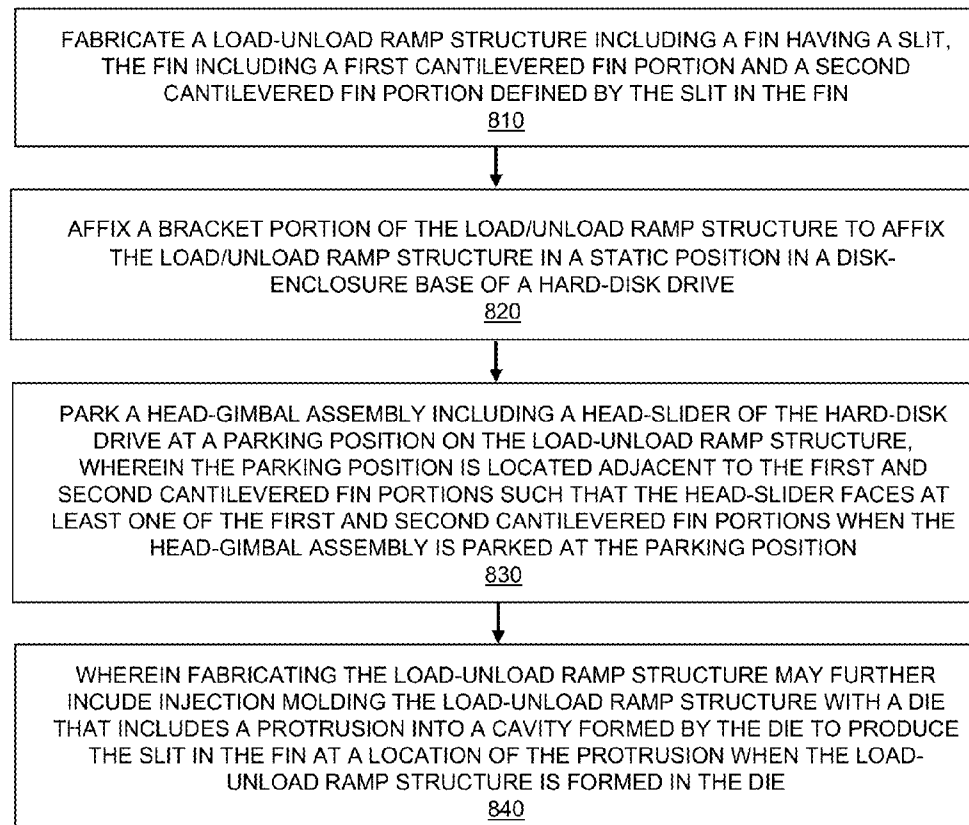 FABRICATE A LOAD-UNLOAD RAMP STRUCTURE INCLUDING A FIN HAVING A SLIT,
THE FIN INCLUDING A FIRST CANTILEVERED FIN PORTION AND A SECOND
CANTILEVERED FIN PORTION DEFINED BY THE SLIT IN THE FIN
810
AFFIX A BRACKET PORTION OF THE LOAD/UNLOAD RAMP STRUCTURE TO AFFIX
THE LOAD/UNLOAD RAMP STRUCTURE IN A STATIC POSITION IN A DISK-
ENCLOSURE BASE OF A HARD-DISK DRIVE
820
PARK A HEAD-GIMBAL ASSEMBLY INCLUDING A HEAD-SLIDER OF THE HARD-DISK
DRIVE AT A PARKING POSITION ON THE LOAD-UNLOAD RAMP STRUCTURE,
WHEREIN THE PARKING POSITION IS LOCATED ADJACENT TO THE FIRST AND
SECOND CANTILEVERED FIN PORTIONS SUCH THAT THE HEAD-SLIDER FACES AT
LEAST ONE OF THE FIRST AND SECOND CANTILEVERED FIN PORTIONS WHEN THE
HEAD-GIMBAL ASSEMBLY IS PARKED AT THE PARKING POSITION
830
WHEREIN FABRICATING THE LOAD-UNLOAD RAMP STRUCTURE MAY FURTHER
INCUDE INJECTION MOLDING THE LOAD-UNLOAD RAMP STRUCTURE WITH A DIE
THAT INCLUDES A PROTRUSION INTO A CAVITY FORMED BY THE DIE TO PRODUCE
THE SLIT IN THE FIN AT A LOCATION OF THE PROTRUSION WHEN THE LOAD-
UNLOAD RAMP STRUCTURE IS FORMED IN THE DIE
840